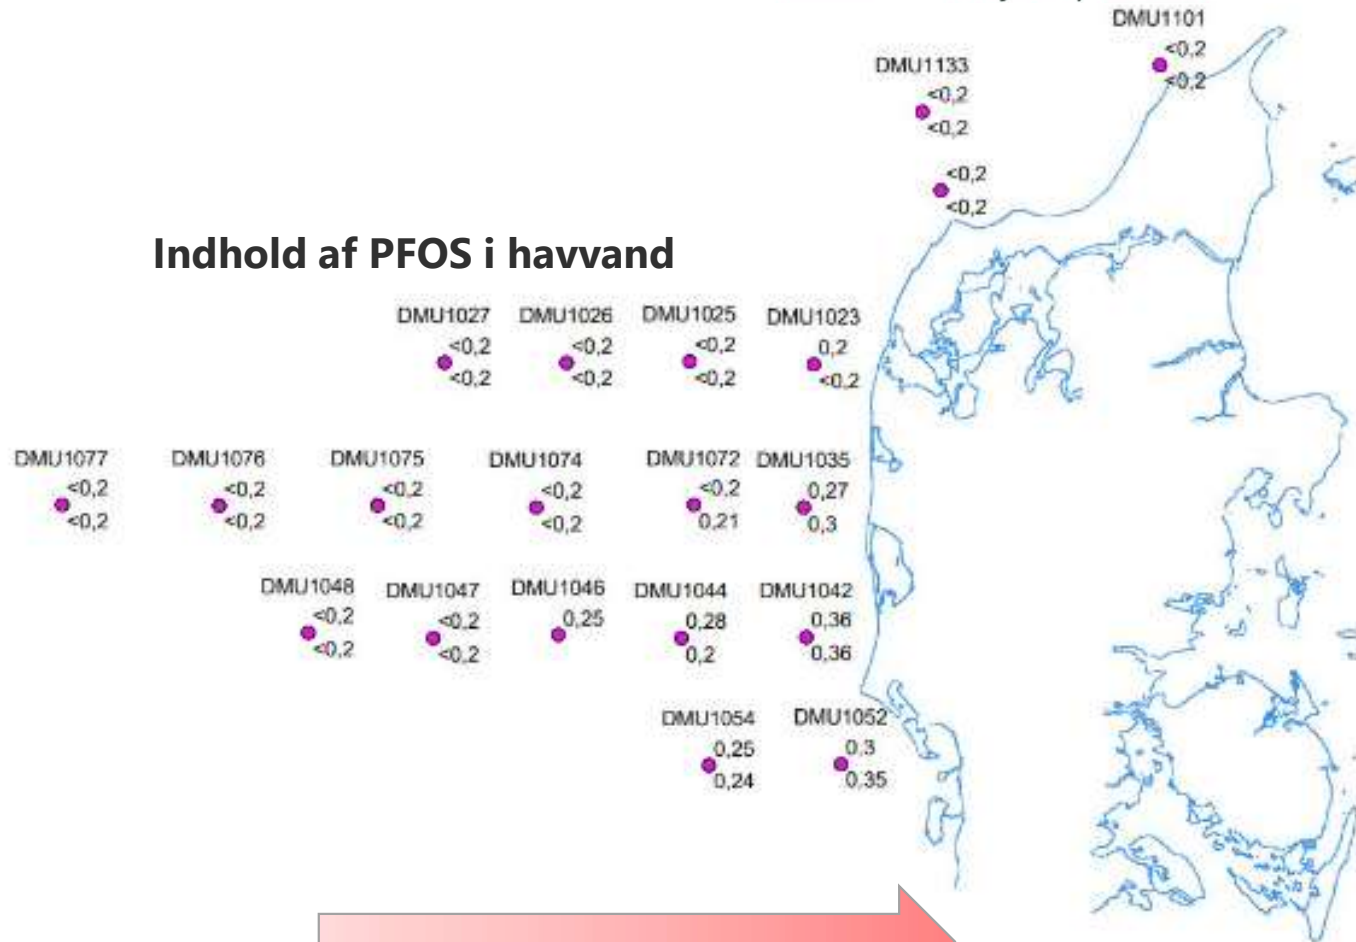 DMU1101
<0,2
<0,2
DMU1133
<0,2
<0,2
<0,2
<0,2
Indhold af PFOS i havvand
DMU1027 DMU1026 DMU1025 DMU1023
<0,2 <0,2 <0,2 0,2
<0,2 <0,2 <0,2 <0,2
DMU1077 DMU1076 DMU1075 DMU1074 DMU1072 DMU1035
<0,2 <0,2 <0,2 <0,2 <0,2 0,27
<0,2 <0,2 <0,2 <0,2 0,21 0,3
DMU1048 DMU1047 DMU1046 DMU1044 DMU1042
<0,2 <0,2 0,25 0,28 0,36
<0,2 <0,2 0,2 0,36
DMU1054 DMU1052
0,25 0,3
0,24 0,35